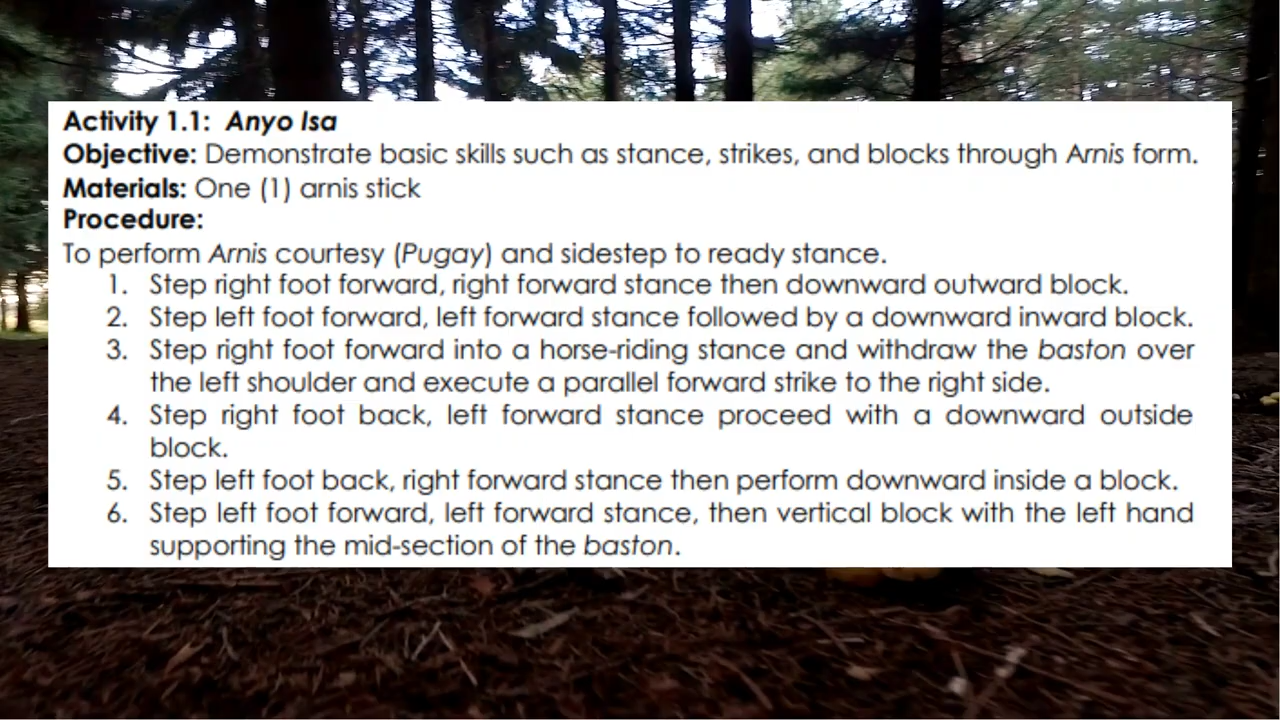 Activity 1.1: Anyo Isa
Objective: Demonstrate basic skills such as stance, strikes, and blocks through Arnis form.
Materials: One (1) arnis stick
Procedure:
To perform Arnis courtesy (Pugay) and sidestep to ready stance.
1. Step right foot forward, right forward stance then downward outward block.
2. Step left foot forward, left forward stance followed by a downward inward block.
3. Step right foot forward into a horse-riding stance and withdraw the baston over
the left shoulder and execute a parallel forward strike to the right side.
4. Step right foot back, left forward stance proceed with a downward outside
block.
5. Step left foot back, right forward stance then perform downward inside a block.
6. Step left foot forward, left forward stance, then vertical block with the left hand
supporting the mid-section of the baston.